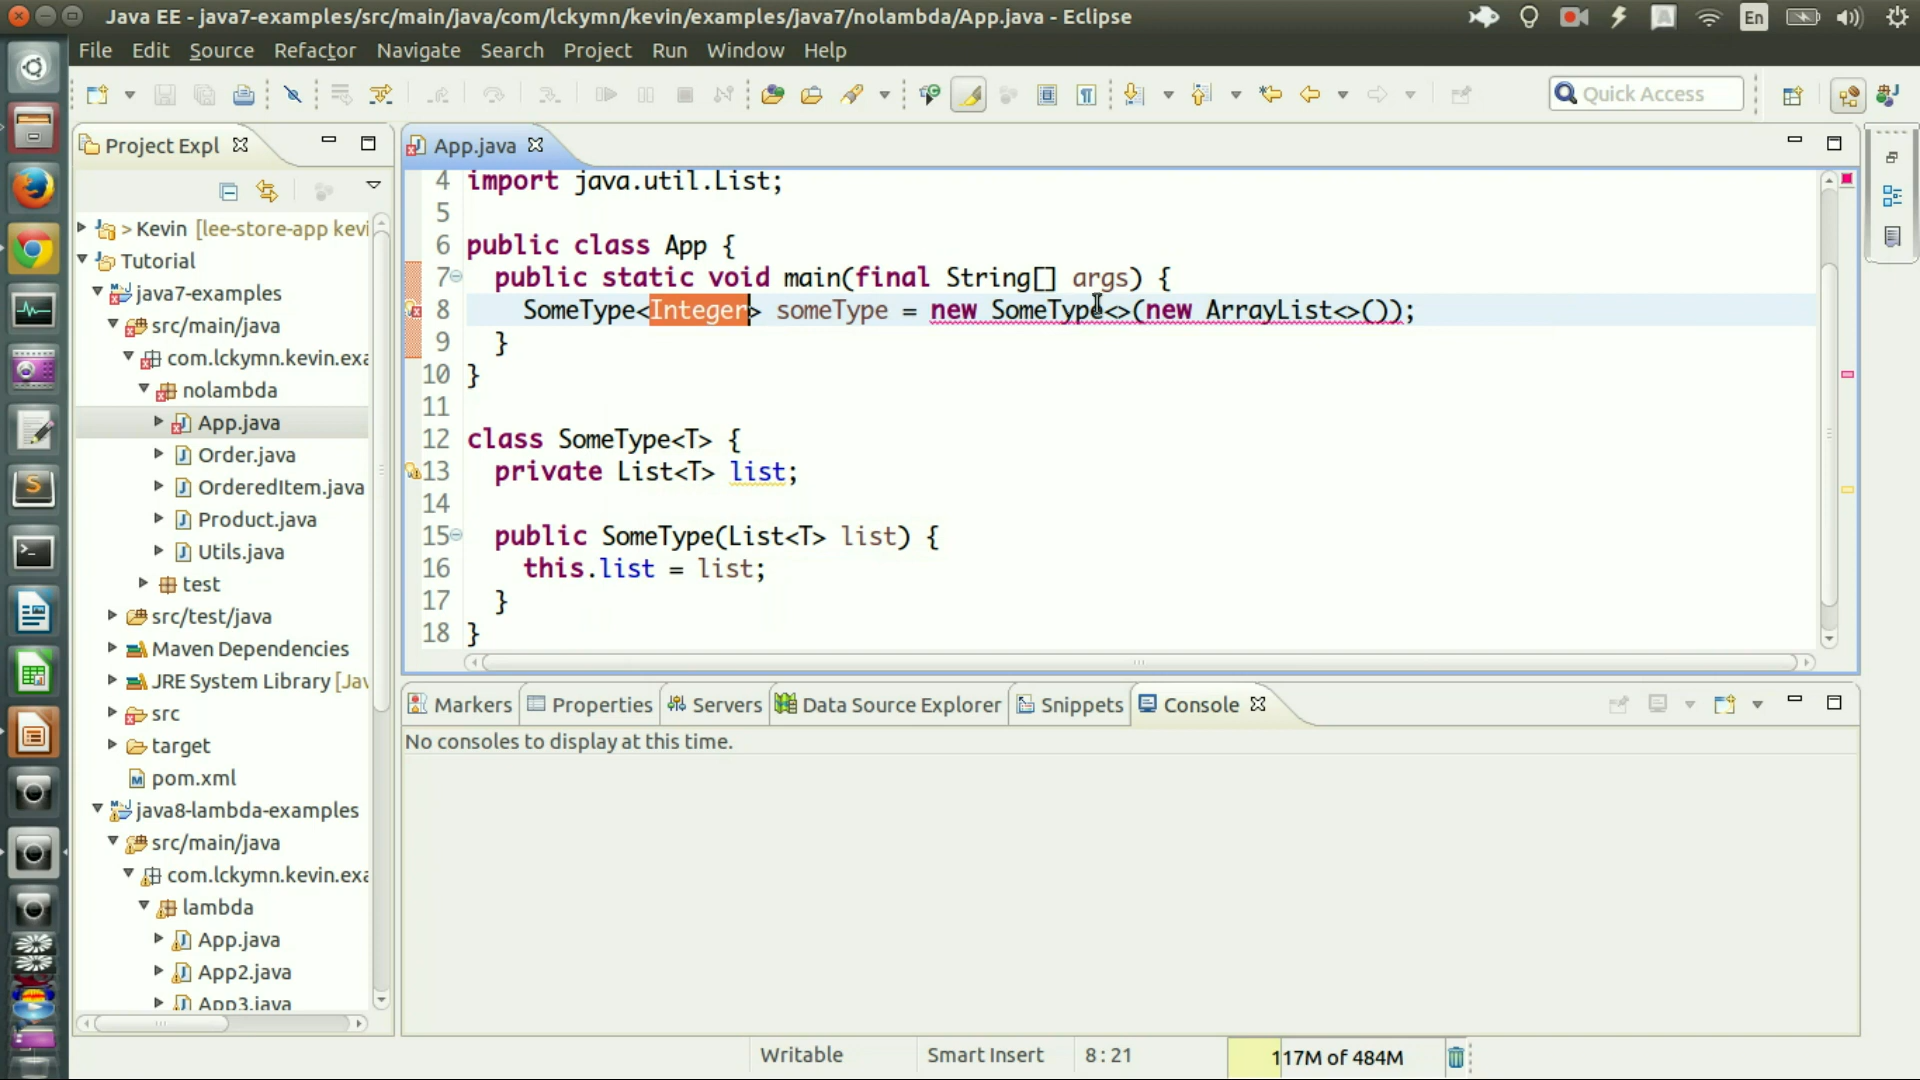 Java EE - java7-examples/src/main/java/com/lckymn/kevin/examples/java7/nolambda/App.java - Eclipse
En
File Edit Source Refactor Navigate Search Project Run Window Help
Quick Access
Project Expl
App.java
> Kevin [lee-store-app kevi
Tutorial
java7-examples
src/main/java
com.lckymn.kevin.exa
nolambda
App.java
Order.java
OrderedItem.java
Product.java
Utils.java
test
src/test/java
Maven Dependencies
JRE System Library [Jav
src
target
pom.xml
java8-lambda-examples
src/main/java
com.lckymn.kevin.exa
lambda
App.java
App2.java
App3.java
4 import java.util.List;
5
6 public class App {
7 public static void main(final String[] args) {
8 SomeType<Integer> someType = new SomeType<>(new ArrayList<>());
9 }
10 }
11
12 class SomeType<T> {
13 private List<T> list;
14
15 public SomeType(List<T> list) {
16 this.list = list;
17 }
18 }
Markers Properties Servers Data Source Explorer Snippets Console
No consoles to display at this time.
Writable Smart Insert 8 : 21 117M of 484M